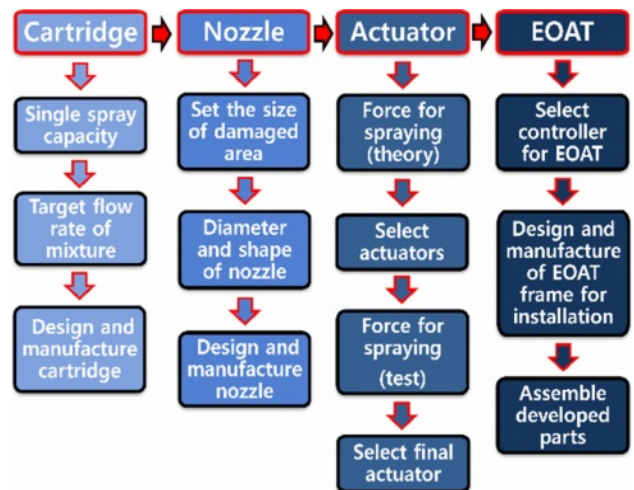 Cartridge
Nozzle
Actuator
EOAT
Single spray
capacity
Target flow
rate of
mixture
Design and
manufacture
cartridge
Set the size
of damaged
area
Diameter
and shape
of nozzle
Design and
manufacture
nozzle
Force for
spraying
(theory)
Select
actuators
Force for
spraying
(test)
Select final
actuator
Select
controller
for EOAT
Design and
manufacture
of EOAT
frame for
installation
Assemble
developed
parts